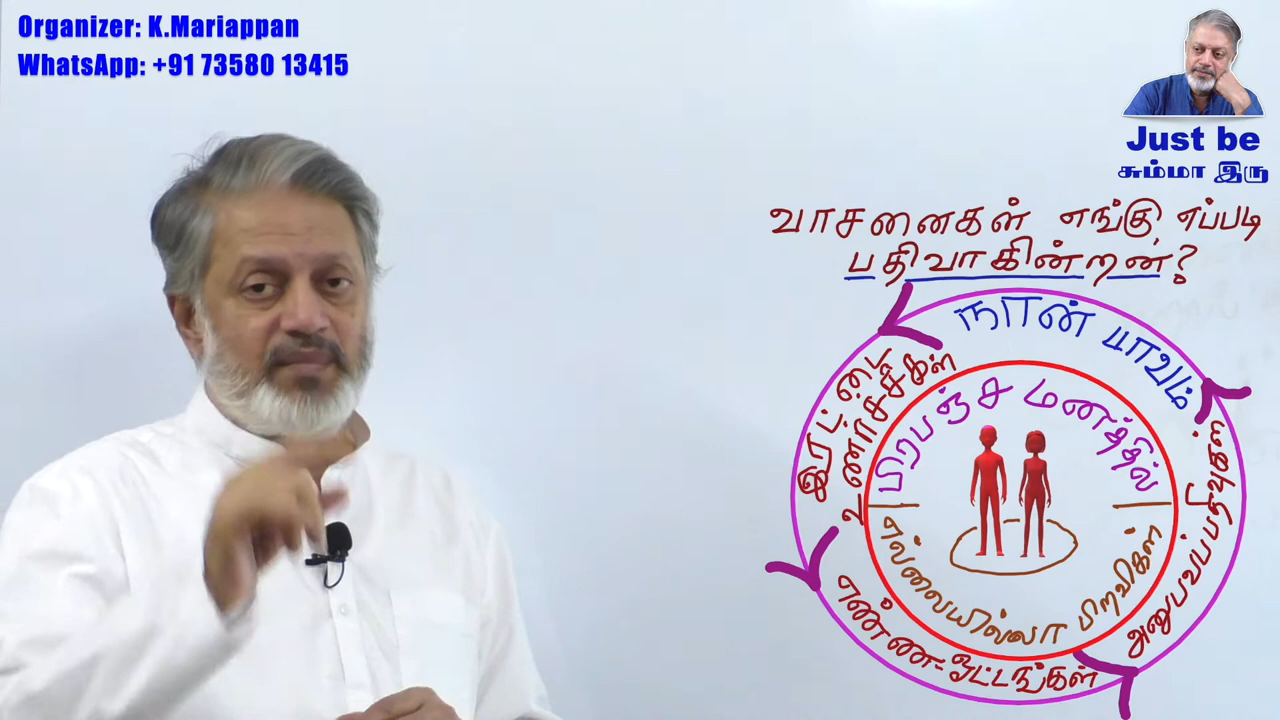 Organizer: K.Mariappan
WhatsApp: +91 73580 13415
Just be
சும்மா இரு
வாசனைகள் எங்கு எப்படி
பதிவாகின்றன?
நான் யாவும்
இரட்டை
உணர்ச்சிகள்
எண்ண-ஓட்டங்கள்
அனுபவப்பதிவுகள்
பிரபஞ்ச மனத்தில்
எல்லையில்லா பிறவிகள்